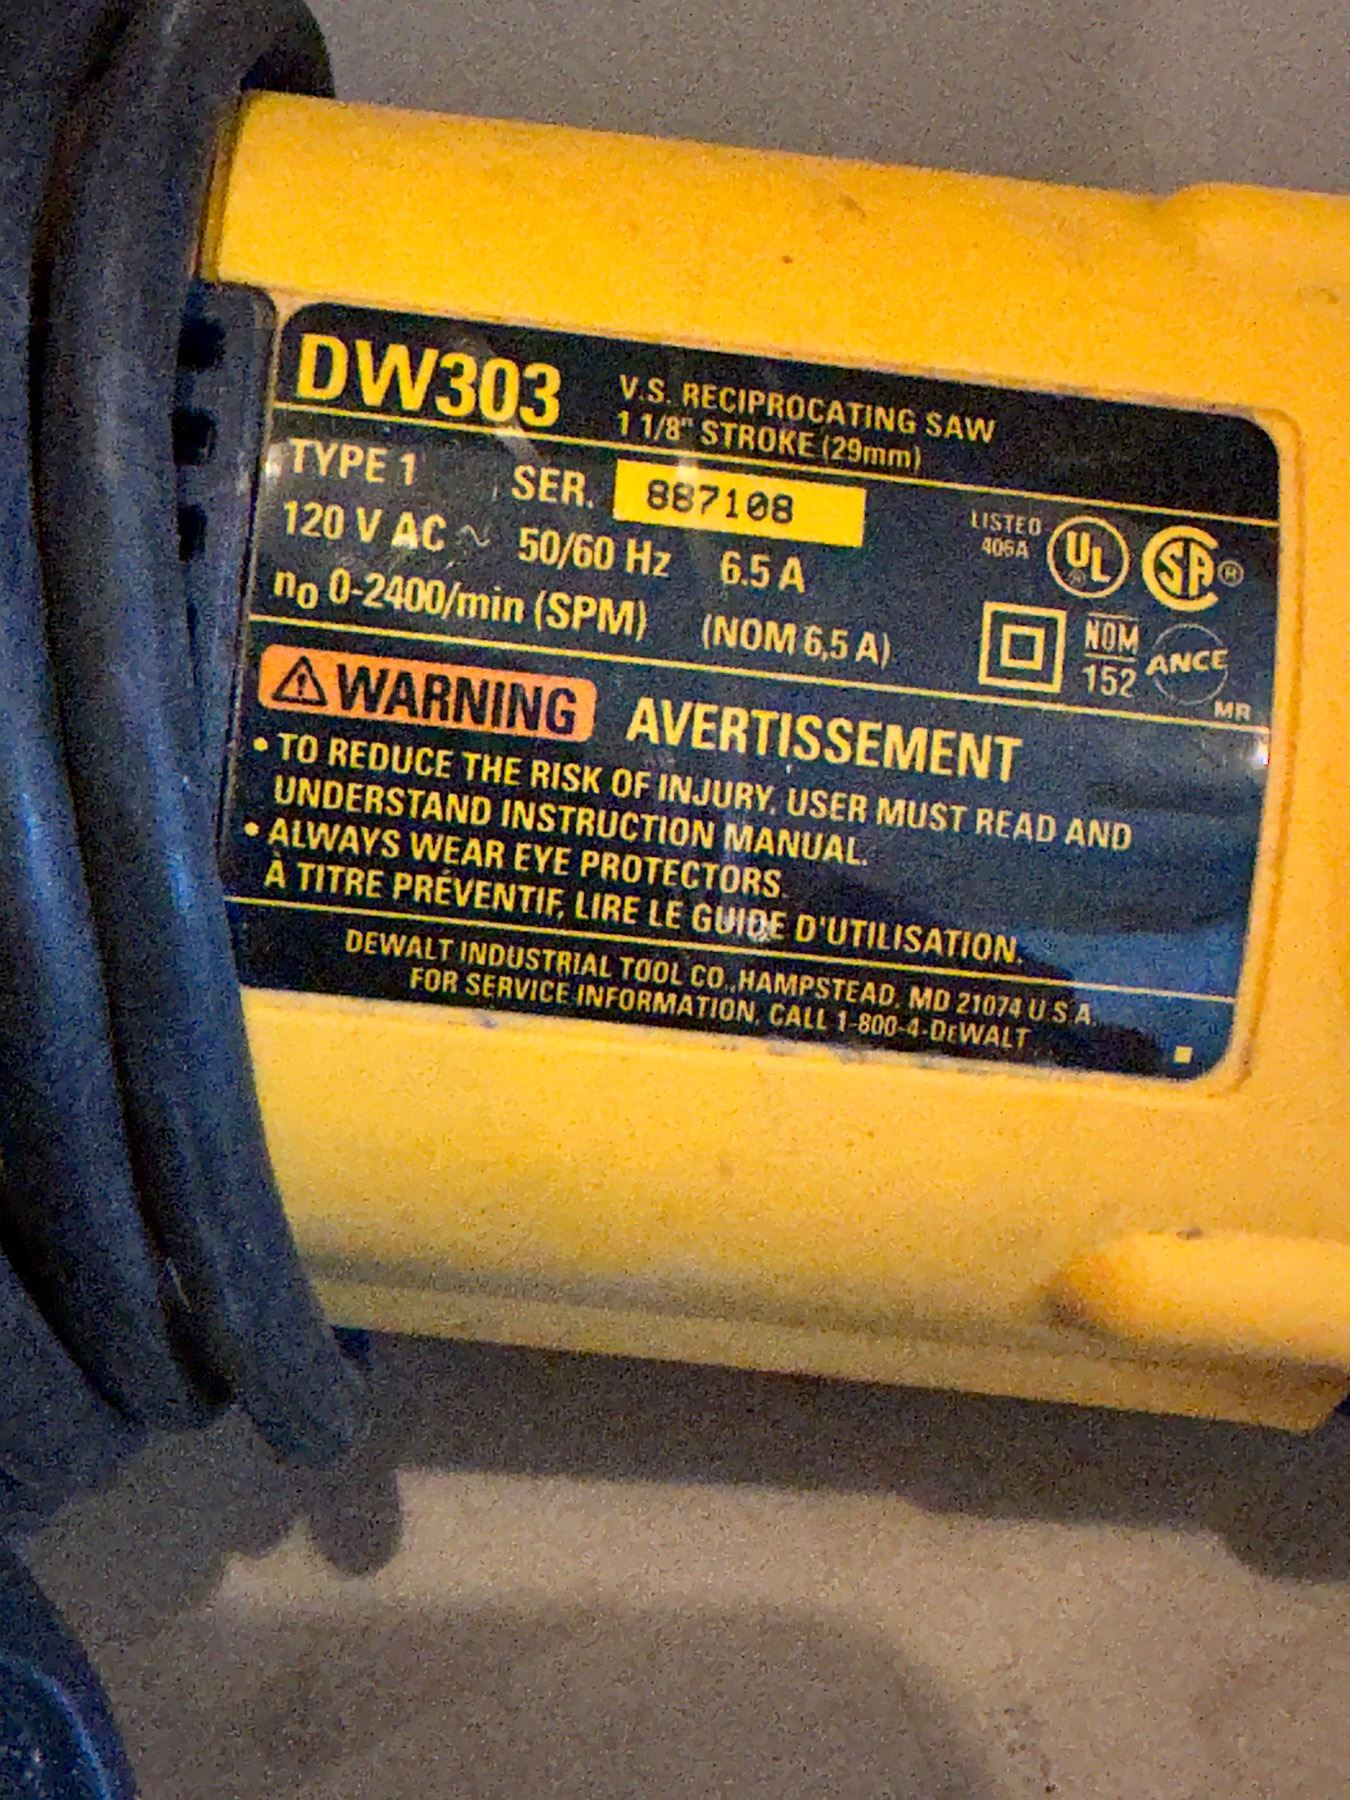 DW303 V.S. RECIPROCATING SAW
1 1/8" STROKE (29mm)
TYPE 1 SER. 887108
120 V AC ~ 50/60 Hz 6.5 A
n₀ 0-2400/min (SPM) (NOM 6,5 A)
LISTED
406A
UL ®
SA ®
NOM
152
ANCE
MR
⚠ WARNING AVERTISSEMENT
• TO REDUCE THE RISK OF INJURY, USER MUST READ AND
UNDERSTAND INSTRUCTION MANUAL.
• ALWAYS WEAR EYE PROTECTORS.
À TITRE PRÉVENTIF, LIRE LE GUIDE D'UTILISATION.
DEWALT INDUSTRIAL TOOL CO., HAMPSTEAD, MD 21074 U.S.A.
FOR SERVICE INFORMATION, CALL 1-800-4-DEWALT